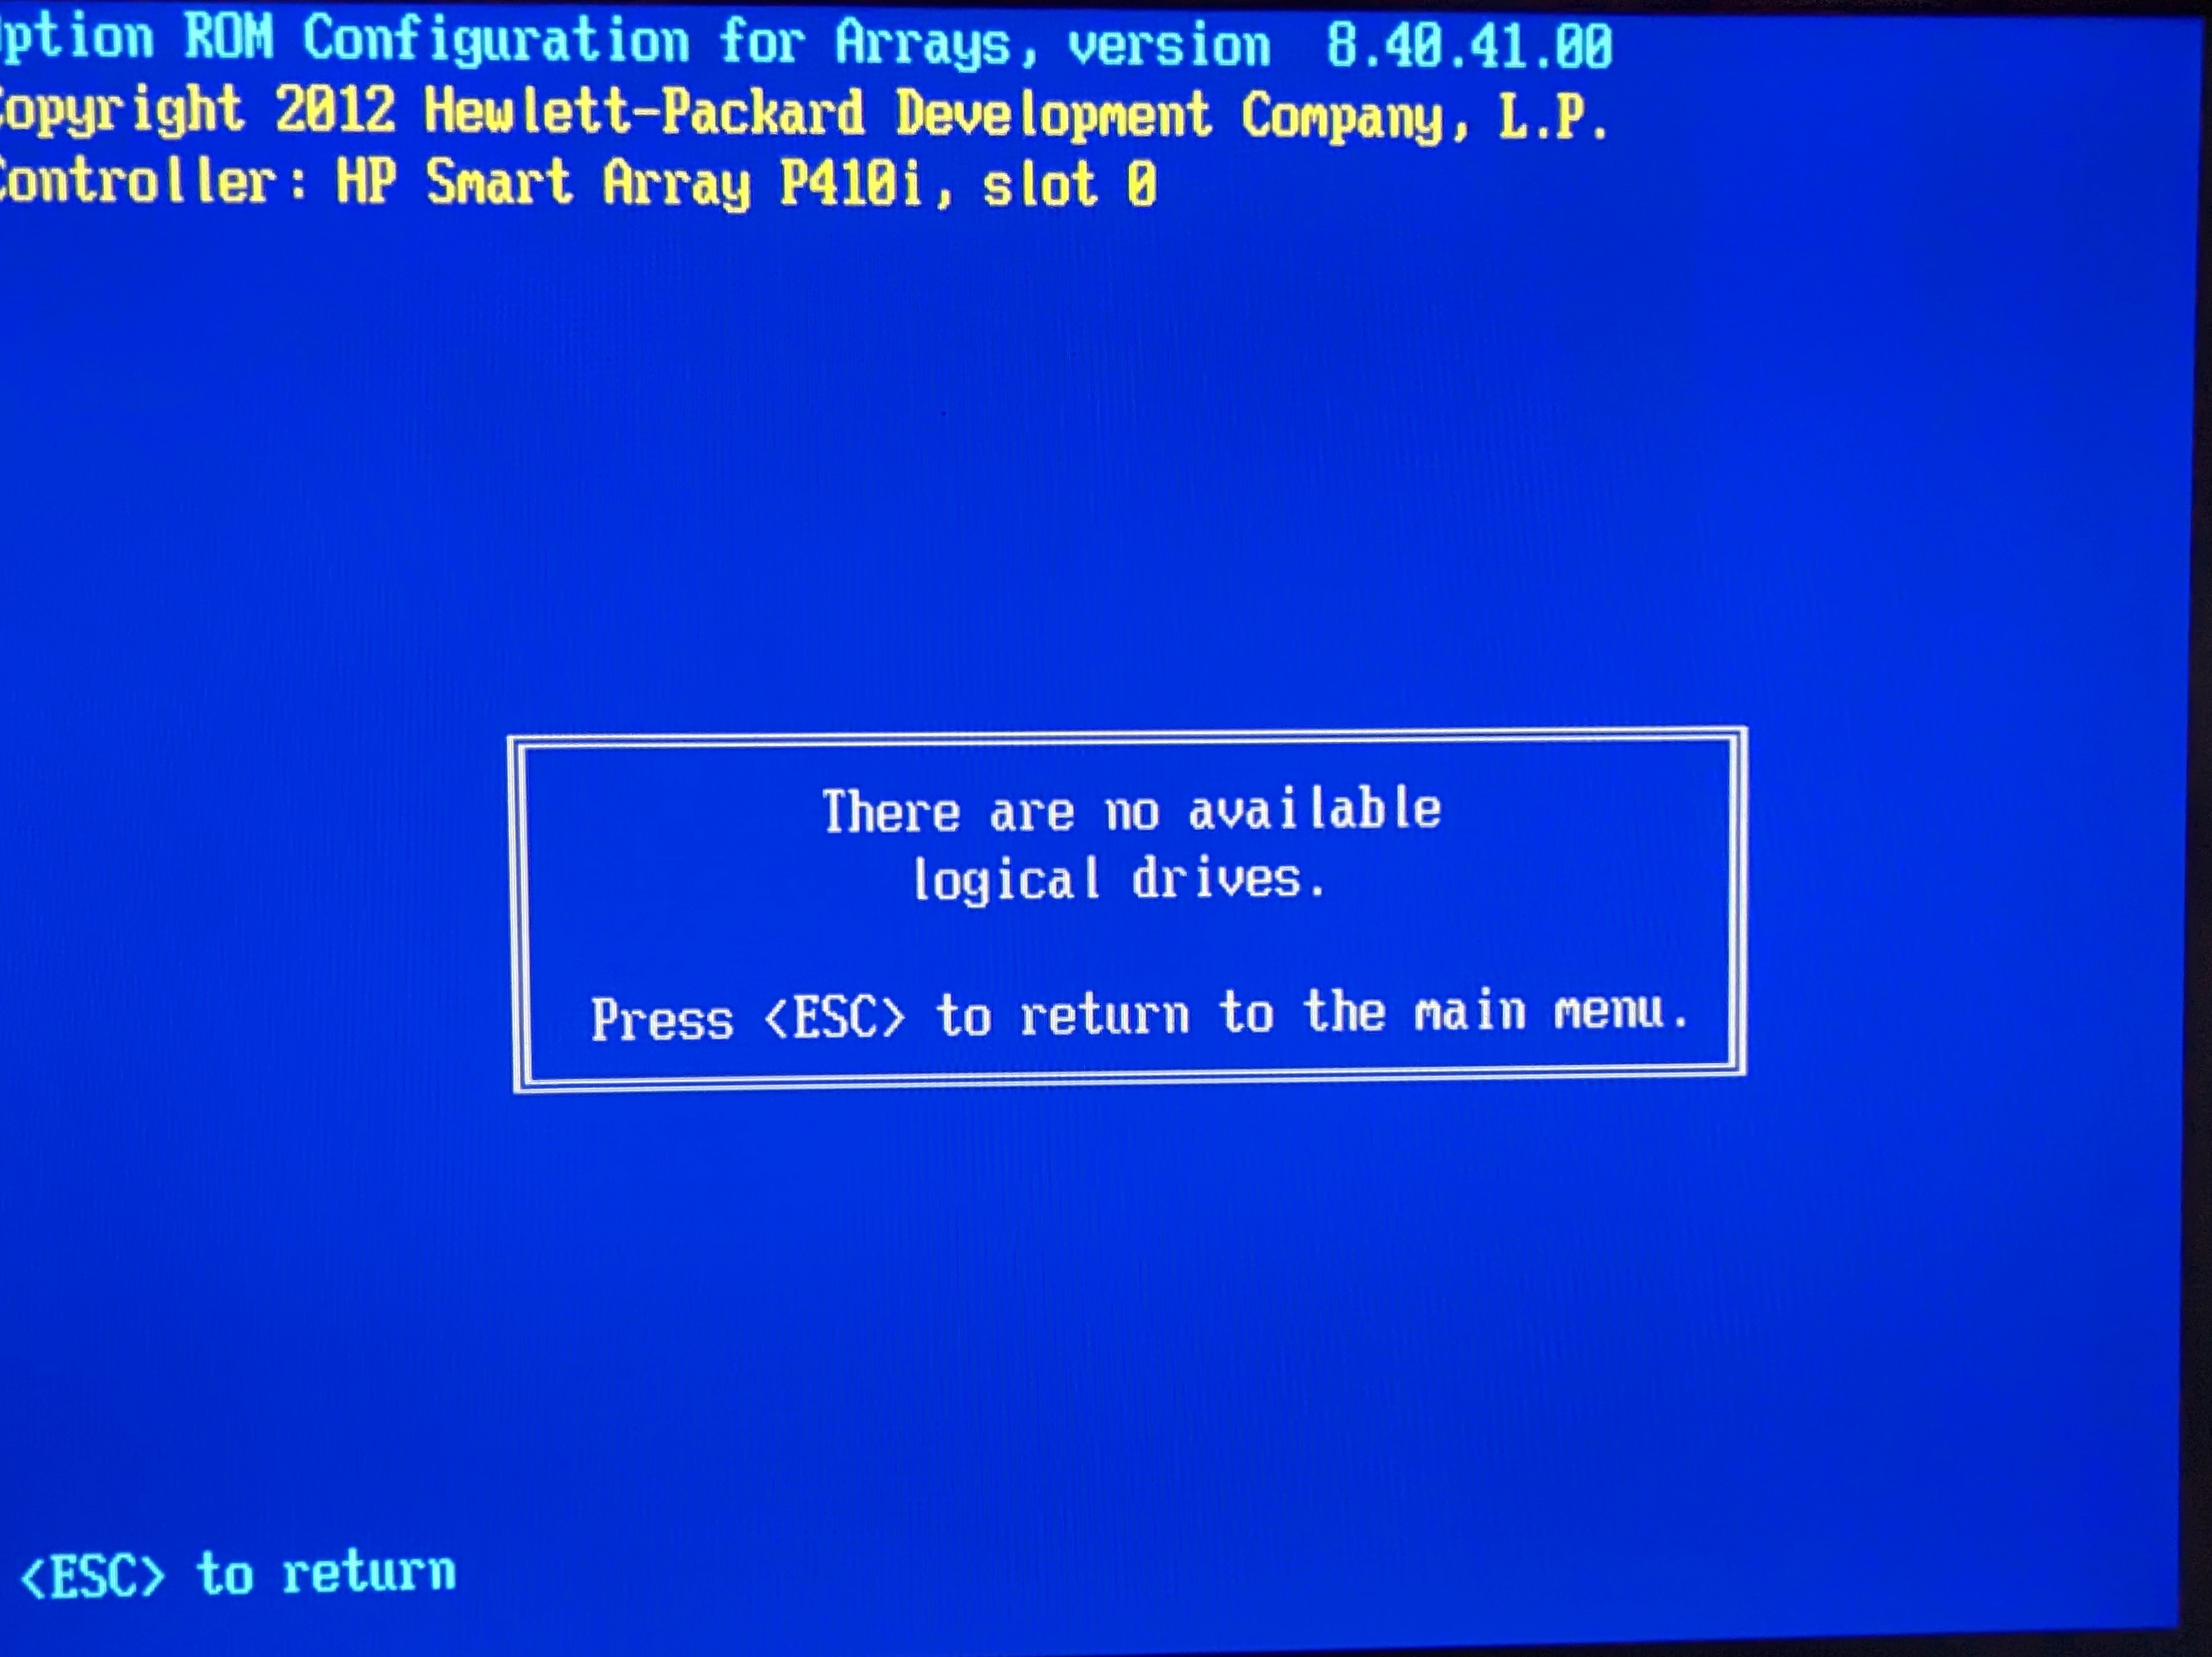 ption ROM Configuration for Arrays, version 8.40.41.00
Copyright 2012 Hewlett-Packard Development Company, L.P.
Controller: HP Smart Array P410i, slot 0
There are no available
logical drives.
Press <ESC> to return to the main menu.
<ESC> to return